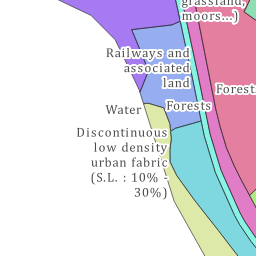 grassland,
moors...)
Railways and
associated
land
Forests
Forest
Water
Discontinuous
low density
urban fabric
(S.L. : 10% -
30%)